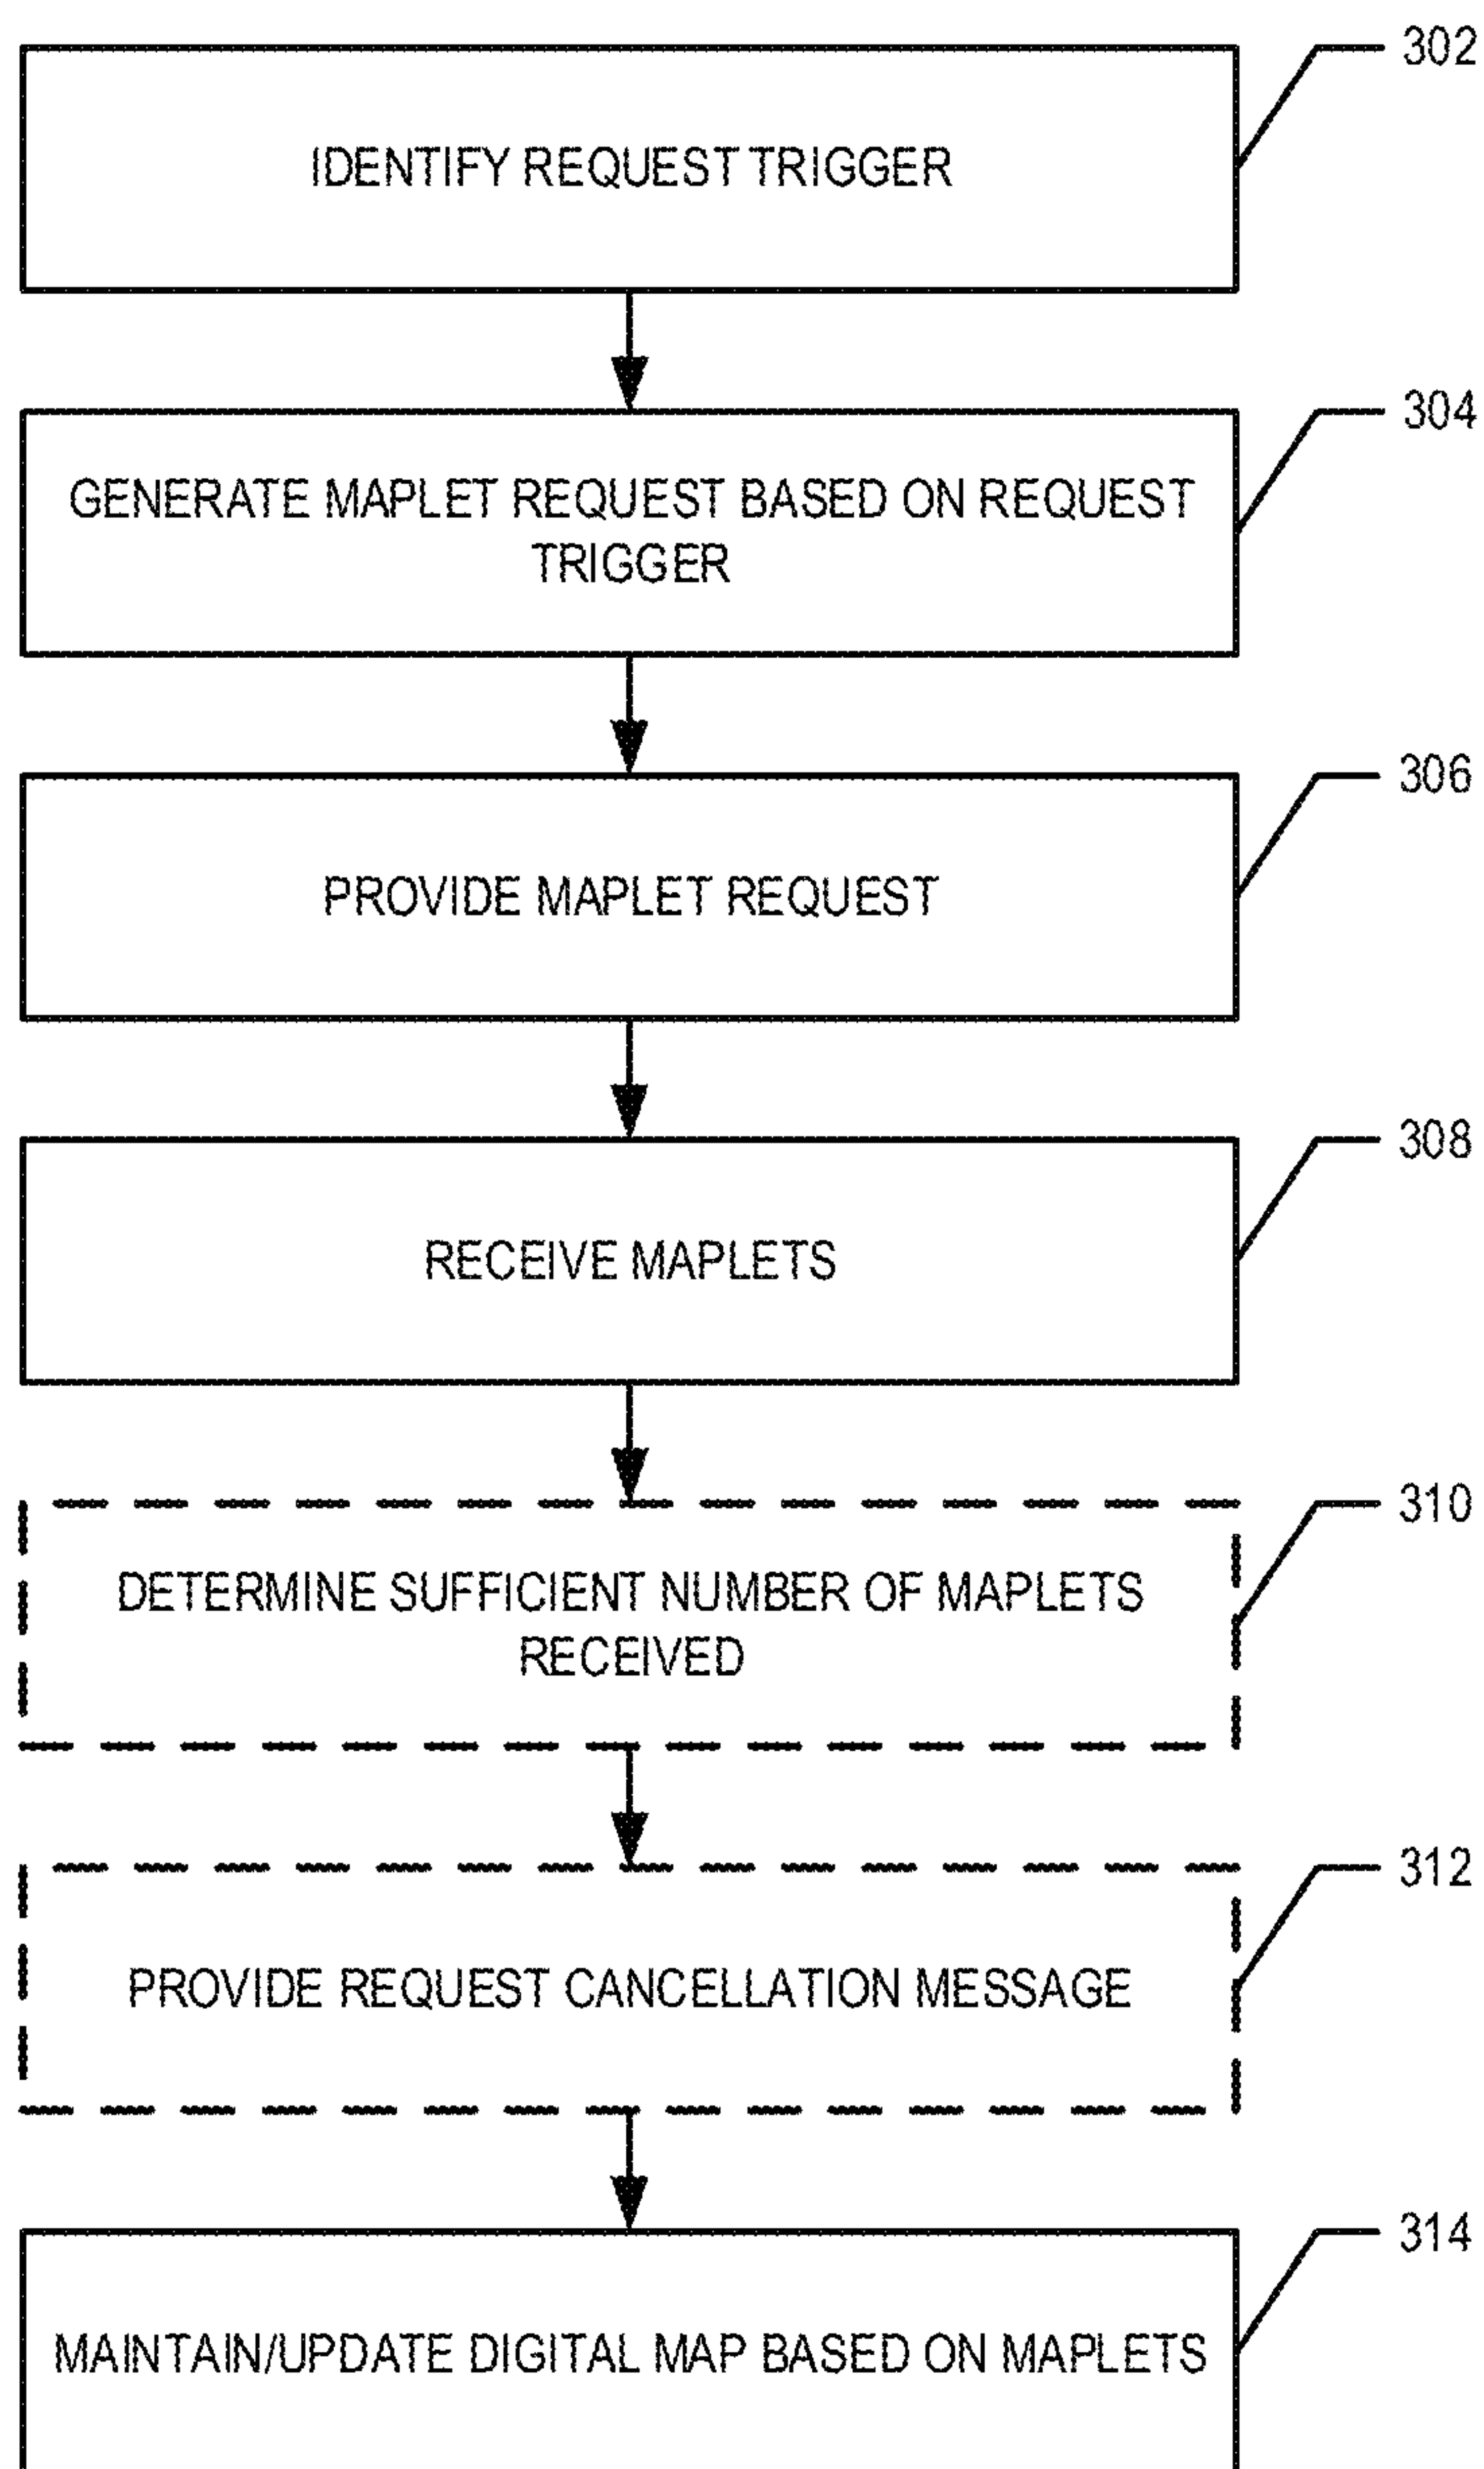 302
IDENTIFY REQUEST TRIGGER
304
GENERATE MAPLET REQUEST BASED ON REQUEST
TRIGGER
306
PROVIDE MAPLET REQUEST
308
RECEIVE MAPLETS
310
DETERMINE SUFFICIENT NUMBER OF MAPLETS
RECEIVED
312
PROVIDE REQUEST CANCELLATION MESSAGE
314
MAINTAIN/UPDATE DIGITAL MAP BASED ON MAPLETS